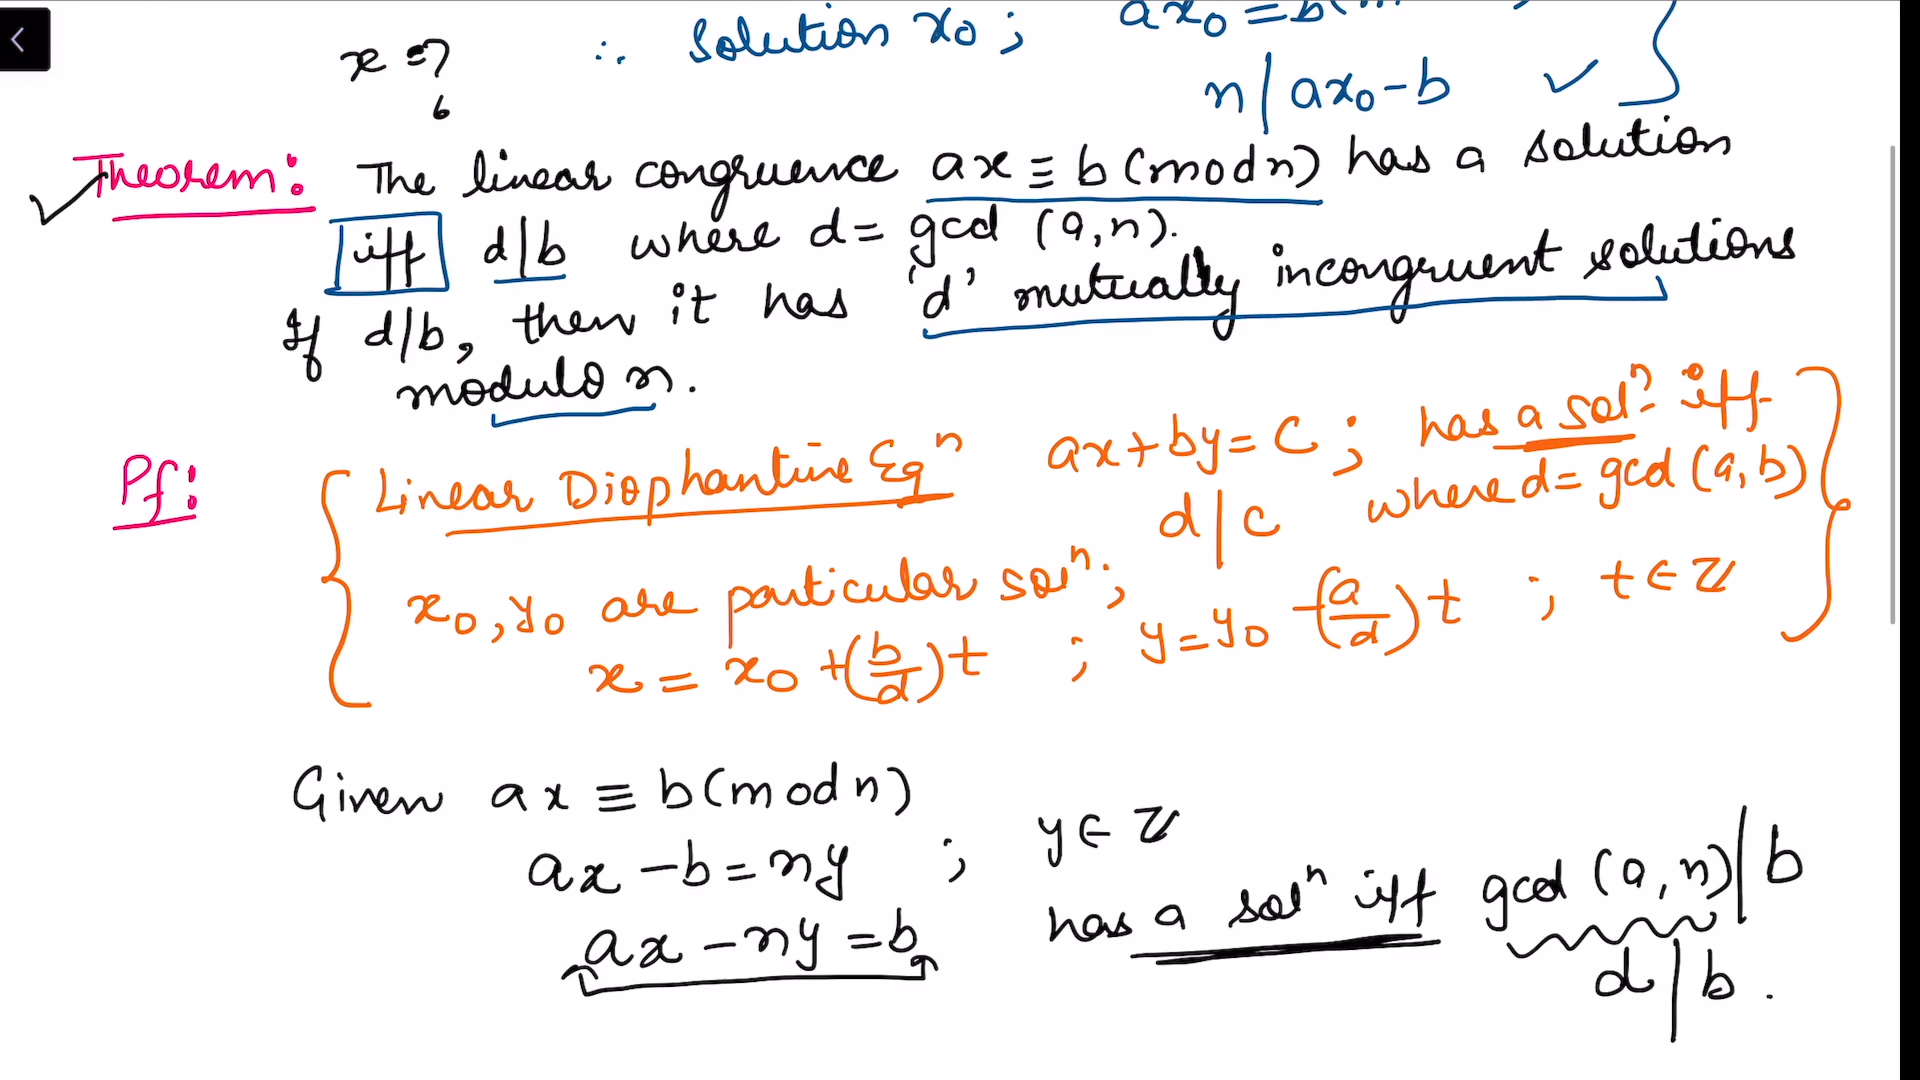 x = ?
6
∴ Solution x₀ ; ax₀ = b(m
n | ax₀ - b ✓
Theorem: The linear congruence ax ≡ b (mod n) has a solution
iff d|b where d = gcd (a, n).
If d/b, then it has 'd' mutually incongruent solutions
modulo n.
Pf: Linear Diophantine Eqⁿ ax + by = C ; has a solⁿ iff
d | c where d = gcd (a, b)
x₀, y₀ are particular solⁿ ;
x = x₀ + (b/d) t ; y = y₀ - (a/d) t ; t ∈ Z
Given ax ≡ b (mod n)
ax - b = ny ; y ∈ Z
ax - ny = b has a solⁿ iff gcd (a, n) | b
d | b .